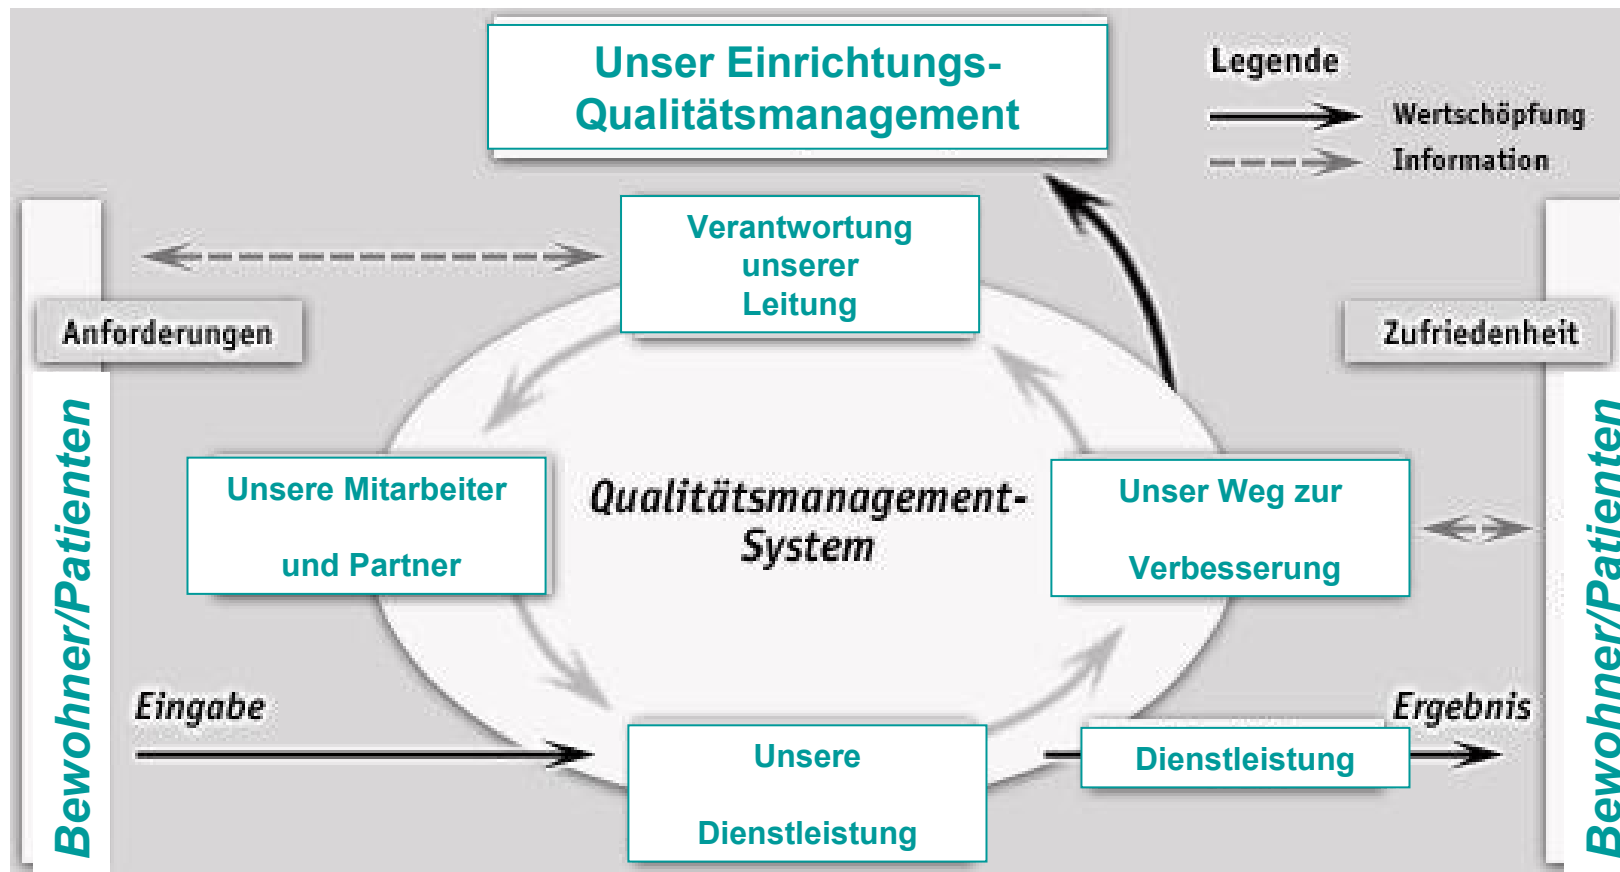 Unser Einrichtungs-
Qualitätsmanagement
Legende
Wertschöpfung
Information
Verantwortung
unserer
Leitung
Anforderungen
Zufriedenheit
Bewohner/Patienten
Unsere Mitarbeiter
und Partner
Qualitätsmanagement-
System
Unser Weg zur
Verbesserung
Bewohner/Patienten
Eingabe
Ergebnis
Unsere
Dienstleistung
Dienstleistung